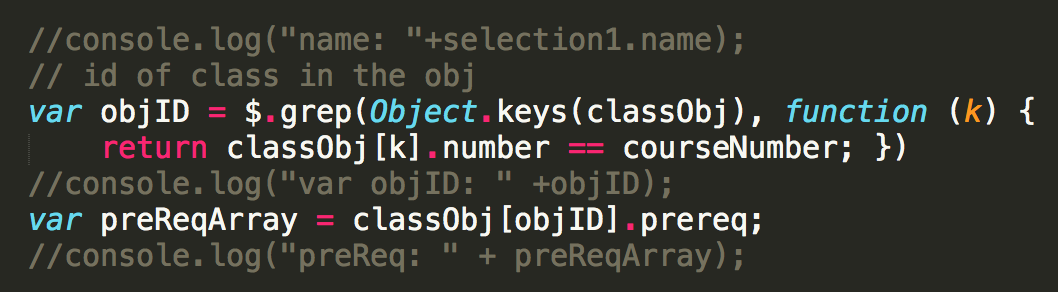 //console.log("name: "+selection1.name);
// id of class in the obj
var objID = $.grep(Object.keys(classObj), function (k) {
    return classObj[k].number == courseNumber; })
//console.log("var objID: " +objID);
var preReqArray = classObj[objID].prereq;
//console.log("preReq: " + preReqArray);